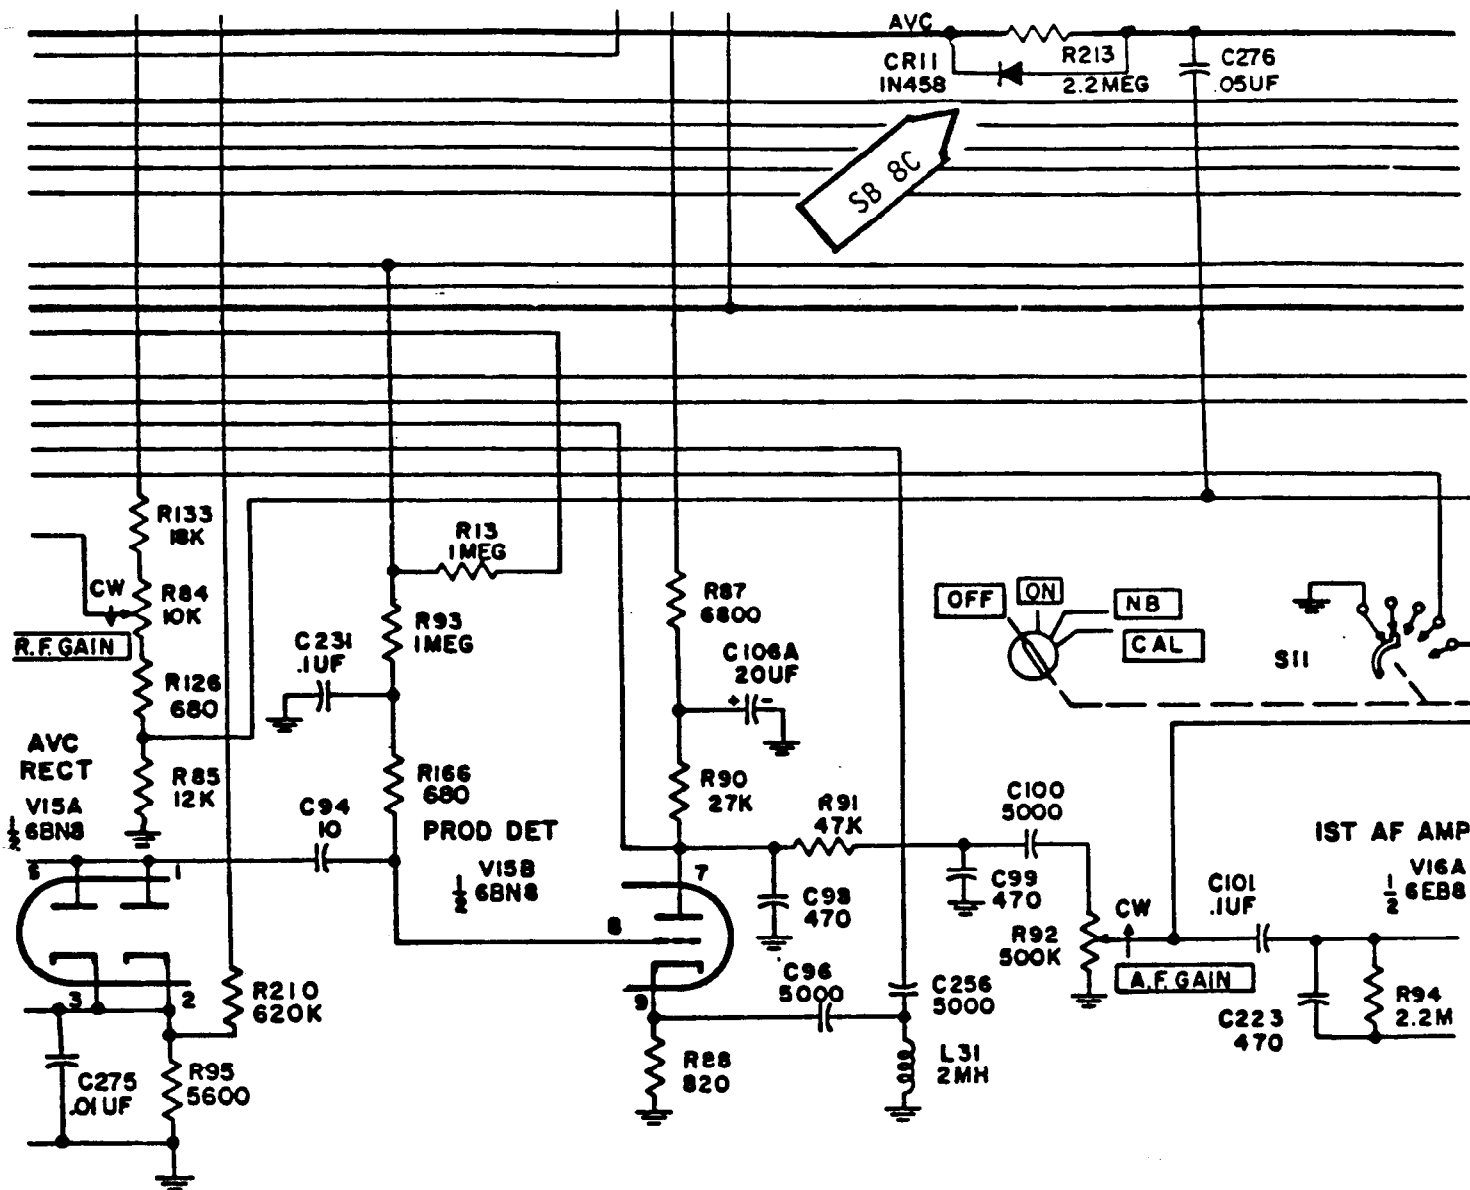 AVC
CR11
1N458
R213
2.2MEG
C276
.05UF
SB 8C
R133
18K
R13
1MEG
CW
R84
10K
R.F. GAIN
R87
6800
OFF
ON
NB
CAL
R93
1MEG
C231
.1UF
C106A
20UF
+ -
S11
R126
680
AVC
RECT
R85
12K
R166
680
R90
27K
C100
5000
R91
47K
V15A
1/2 6BN8
C94
10
PROD DET
V15B
1/2 6BN8
1ST AF AMP
V16A
1/2 6EB8
6
1
7
C98
470
C99
470
C101
.1UF
8
R92
500K
CW
A.F. GAIN
C96
5000
C256
5000
3
2
R210
620K
9
C223
470
R94
2.2M
C275
.01UF
R95
5600
R88
820
L31
2MH